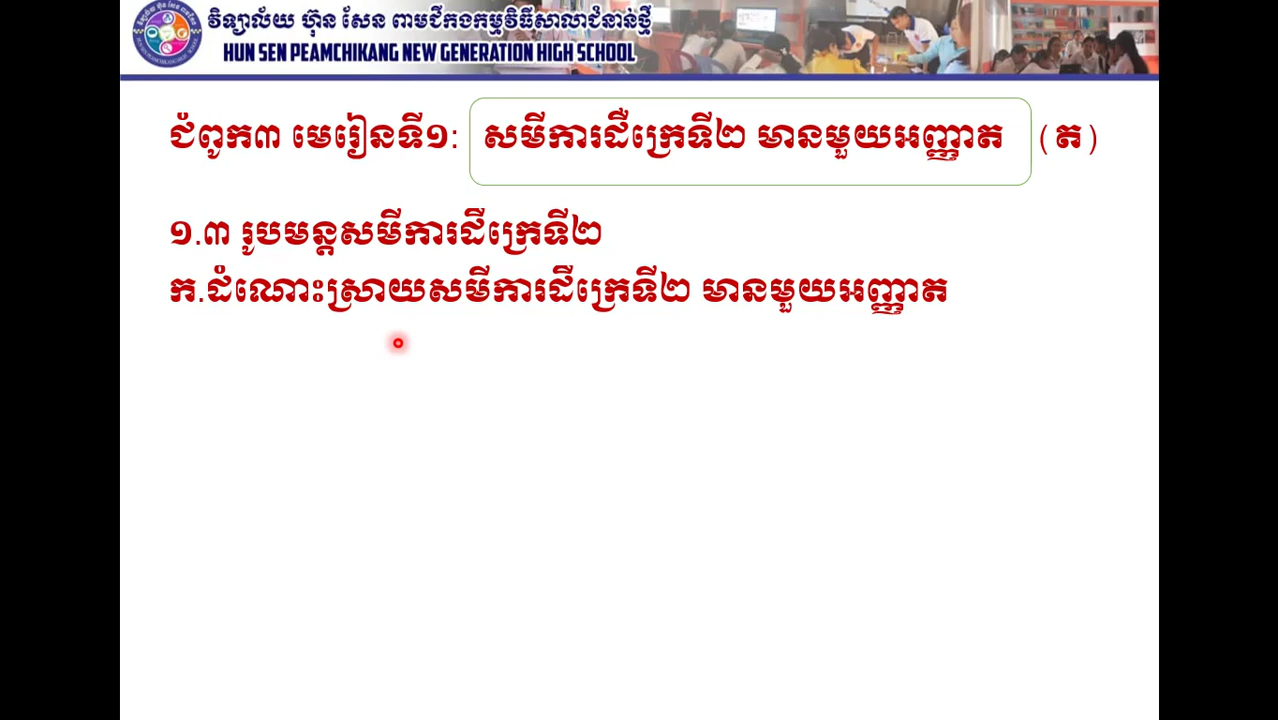 វិទ្យាល័យ ហ៊ុន សែន ពាមជីកងកម្មវិធីសាលាជំនាន់ថ្មី
HUN SEN PEAMCHIKANG NEW GENERATION HIGH SCHOOL
ជំពូក៣ មេរៀនទី១: សមីការដឺក្រេទី២ មានមួយអញ្ញាត (ត)
១.៣ រូបមន្តសមីការដឺក្រេទី២
ក.ដំណោះស្រាយសមីការដឺក្រេទី២ មានមួយអញ្ញាត